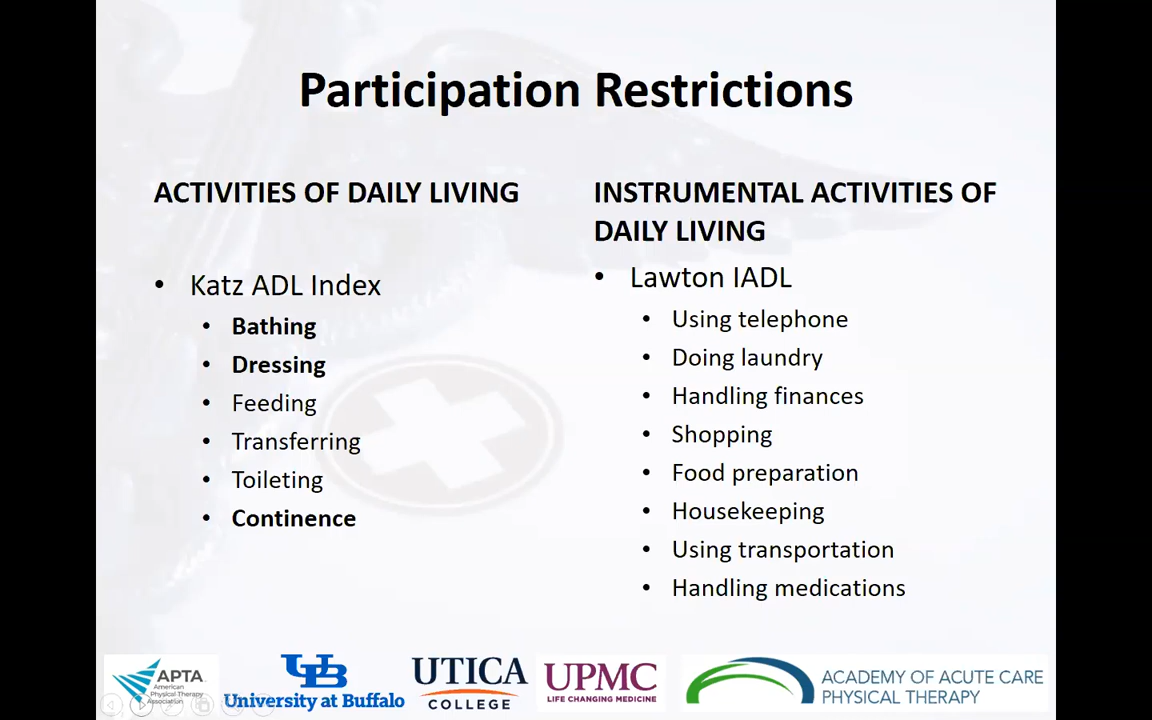 Participation Restrictions
ACTIVITIES OF DAILY LIVING
• Katz ADL Index
• Bathing
• Dressing
• Feeding
• Transferring
• Toileting
• Continence
INSTRUMENTAL ACTIVITIES OF
DAILY LIVING
• Lawton IADL
• Using telephone
• Doing laundry
• Handling finances
• Shopping
• Food preparation
• Housekeeping
• Using transportation
• Handling medications
APTA
American
Physical Therapy
Association
UB
University at Buffalo
UTICA
COLLEGE
UPMC
LIFE CHANGING MEDICINE
ACADEMY OF ACUTE CARE
PHYSICAL THERAPY